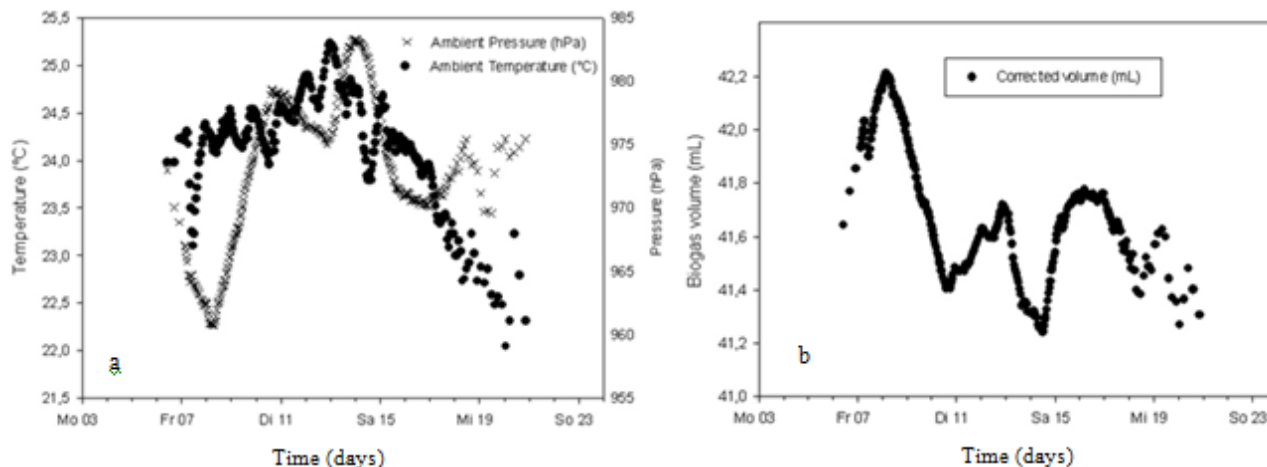 25,5
25,0
24,5
24,0
23,5
23,0
22,5
22,0
21,5
Temperature (°C)
× Ambient Pressure (hPa)
● Ambient Temperature (°C)
985
980
975
970
965
960
955
Pressure (hPa)
a
Mo 03 Fr 07 Di 11 Sa 15 Mi 19 So 23
Time (days)
42,2
42,0
41,8
41,6
41,4
41,2
41,0
Biogas volume (mL)
● Corrected volume (mL)
b
Mo 03 Fr 07 Di 11 Sa 15 Mi 19 So 23
Time (days)